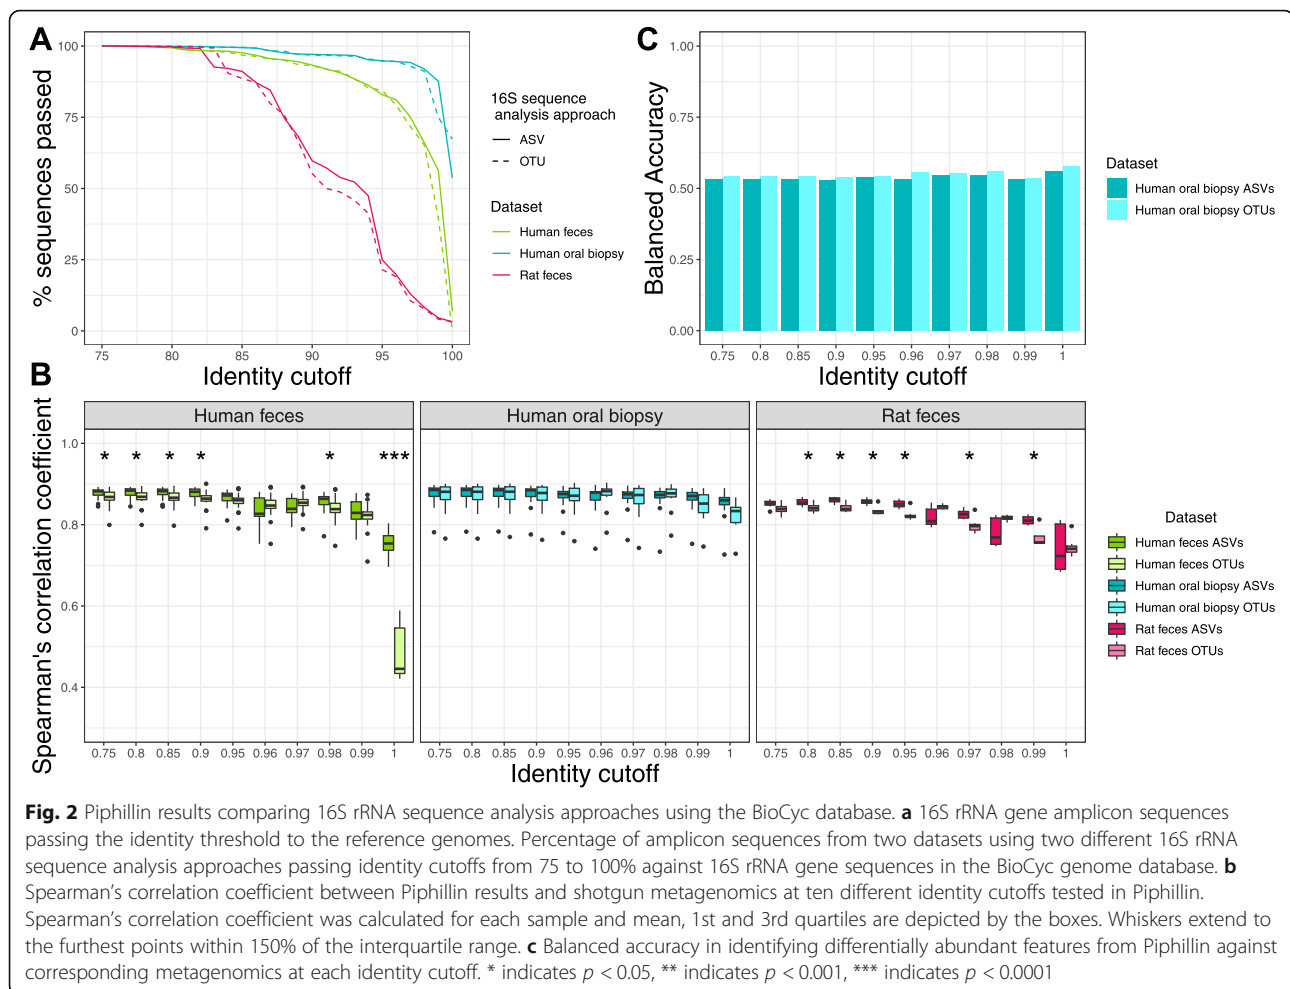 A
100
75
50
25
0
% sequences passed
75 80 85 90 95 100
Identity cutoff
16S sequence
analysis approach
ASV
OTU
Dataset
Human feces
Human oral biopsy
Rat feces
C
1.00
0.75
0.50
0.25
0.00
Balanced Accuracy
0.75 0.8 0.85 0.9 0.95 0.96 0.97 0.98 0.99 1
Identity cutoff
Dataset
Human oral biopsy ASVs
Human oral biopsy OTUs
B
Human feces Human oral biopsy Rat feces
1.0
0.8
0.6
0.4
Spearman's correlation coefficient
* * * * * ***
* * * * * *
0.75 0.8 0.85 0.9 0.95 0.96 0.97 0.98 0.99 1 0.75 0.8 0.85 0.9 0.95 0.96 0.97 0.98 0.99 1 0.75 0.8 0.85 0.9 0.95 0.96 0.97 0.98 0.99 1
Identity cutoff
Dataset
Human feces ASVs
Human feces OTUs
Human oral biopsy ASVs
Human oral biopsy OTUs
Rat feces ASVs
Rat feces OTUs
Fig. 2 Piphillin results comparing 16S rRNA sequence analysis approaches using the BioCyc database. a 16S rRNA gene amplicon sequences
passing the identity threshold to the reference genomes. Percentage of amplicon sequences from two datasets using two different 16S rRNA
sequence analysis approaches passing identity cutoffs from 75 to 100% against 16S rRNA gene sequences in the BioCyc genome database. b
Spearman's correlation coefficient between Piphillin results and shotgun metagenomics at ten different identity cutoffs tested in Piphillin.
Spearman's correlation coefficient was calculated for each sample and mean, 1st and 3rd quartiles are depicted by the boxes. Whiskers extend to
the furthest points within 150% of the interquartile range. c Balanced accuracy in identifying differentially abundant features from Piphillin against
corresponding metagenomics at each identity cutoff. * indicates p < 0.05, ** indicates p < 0.001, *** indicates p < 0.0001